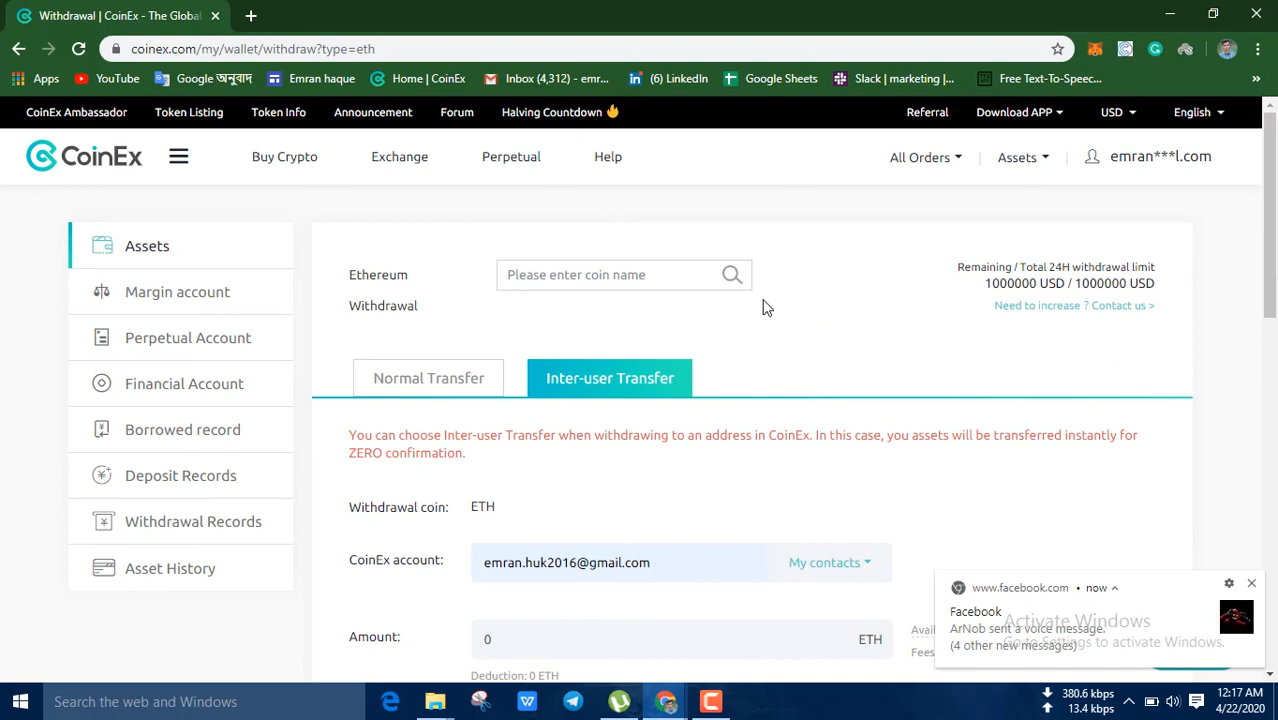 Withdrawal | CoinEx - The Global
coinex.com/my/wallet/withdraw?type=eth
Apps YouTube Google অনুবাদ Emran haque Home | CoinEx Inbox (4,312) - emr... (6) LinkedIn Google Sheets Slack | marketing |... Free Text-To-Speec...
CoinEx Ambassador Token Listing Token Info Announcement Forum Halving Countdown Referral Download APP USD English
CoinEx Buy Crypto Exchange Perpetual Help All Orders Assets emran***l.com
Assets
Margin account
Perpetual Account
Financial Account
Borrowed record
Deposit Records
Withdrawal Records
Asset History
Ethereum
Withdrawal
Please enter coin name
Remaining / Total 24H withdrawal limit
1000000 USD / 1000000 USD
Need to increase ? Contact us >
Normal Transfer Inter-user Transfer
You can choose Inter-user Transfer when withdrawing to an address in CoinEx. In this case, you assets will be transferred instantly for
ZERO confirmation.
Withdrawal coin: ETH
CoinEx account: emran.huk2016@gmail.com My contacts
Amount: 0 ETH
Deduction: 0 ETH
Fees
www.facebook.com • now
Facebook
ArNob sent a voice message.
(4 other new messages)
Activate Windows
Go to Settings to activate Windows.
Search the web and Windows
380.6 kbps
13.4 kbps
12:17 AM
4/22/2020